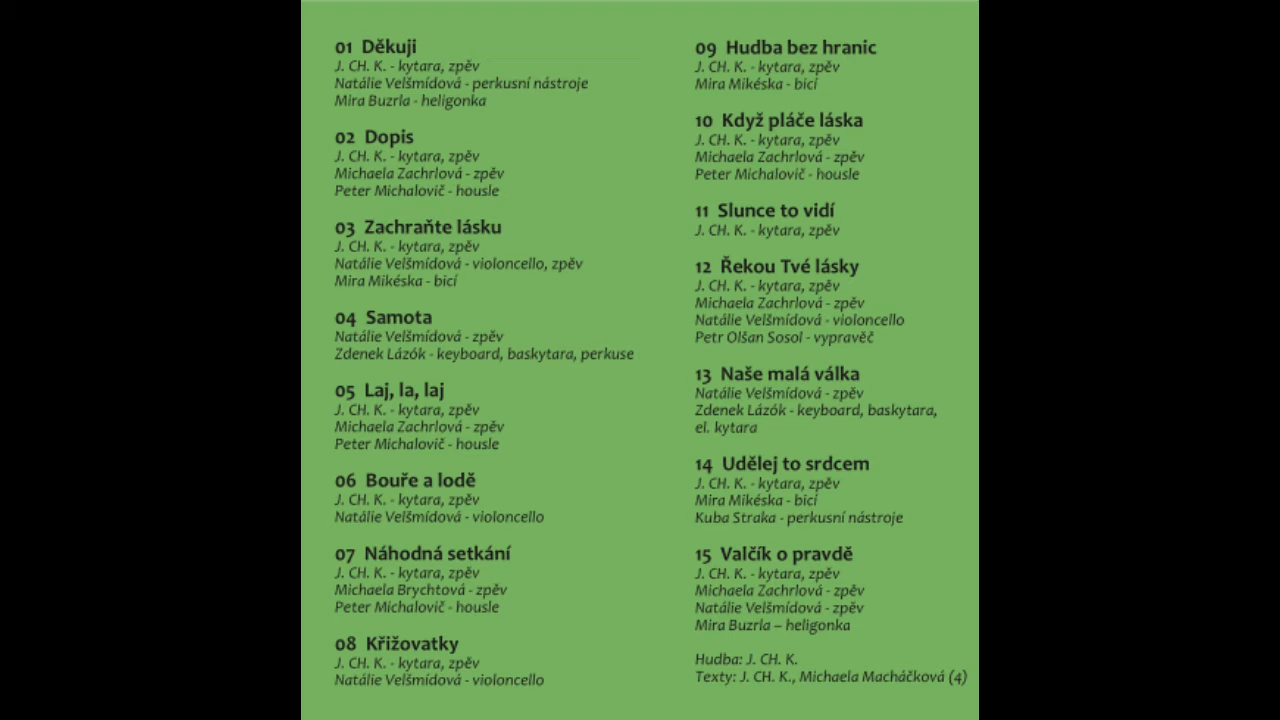 01 Děkuji
J. CH. K. - kytara, zpěv
Natálie Velšmídová - perkusní nástroje
Mira Buzrla - heligonka
02 Dopis
J. CH. K. - kytara, zpěv
Michaela Zachrlová - zpěv
Peter Michalovič - housle
03 Zachraňte lásku
J. CH. K. - kytara, zpěv
Natálie Velšmídová - violoncello, zpěv
Mira Mikéska - bicí
04 Samota
Natálie Velšmídová - zpěv
Zdenek Lázók - keyboard, baskytara, perkuse
05 Laj, la, laj
J. CH. K. - kytara, zpěv
Michaela Zachrlová - zpěv
Peter Michalovič - housle
06 Bouře a lodě
J. CH. K. - kytara, zpěv
Natálie Velšmídová - violoncello
07 Náhodná setkání
J. CH. K. - kytara, zpěv
Michaela Brychtová - zpěv
Peter Michalovič - housle
08 Křižovatky
J. CH. K. - kytara, zpěv
Natálie Velšmídová - violoncello
09 Hudba bez hranic
J. CH. K. - kytara, zpěv
Mira Mikéska - bicí
10 Když pláče láska
J. CH. K. - kytara, zpěv
Michaela Zachrlová - zpěv
Peter Michalovič - housle
11 Slunce to vidí
J. CH. K. - kytara, zpěv
12 Řekou Tvé lásky
J. CH. K. - kytara, zpěv
Michaela Zachrlová - zpěv
Natálie Velšmídová - violoncello
Petr Olšan Sosol - vypravěč
13 Naše malá válka
Natálie Velšmídová - zpěv
Zdenek Lázók - keyboard, baskytara,
el. kytara
14 Udělej to srdcem
J. CH. K. - kytara, zpěv
Mira Mikéska - bicí
Kuba Straka - perkusní nástroje
15 Valčík o pravdě
J. CH. K. - kytara, zpěv
Michaela Zachrlová - zpěv
Natálie Velšmídová - zpěv
Mira Buzrla – heligonka
Hudba: J. CH. K.
Texty: J. CH. K., Michaela Macháčková (4)